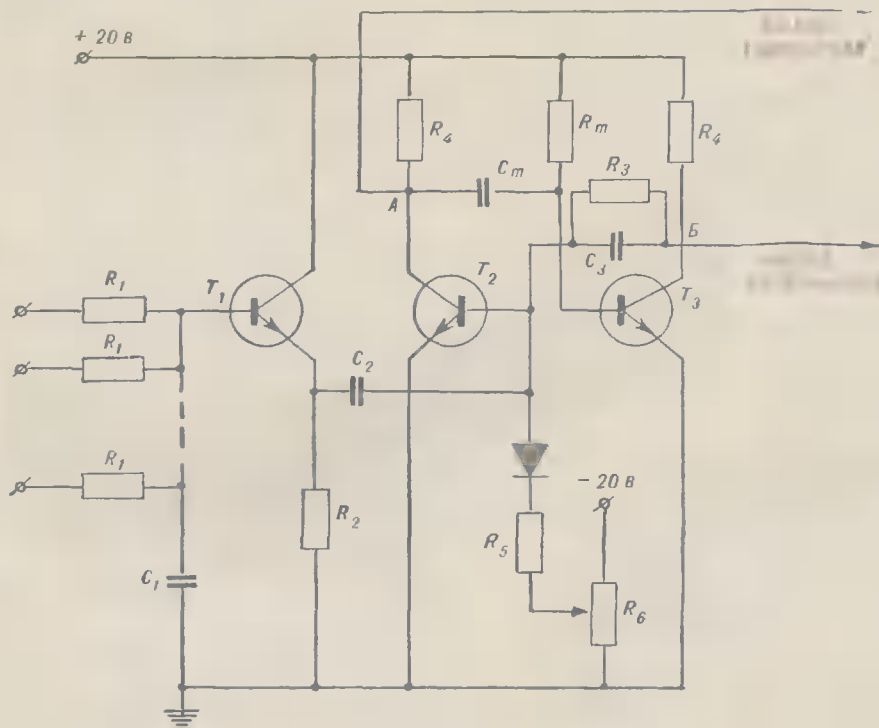 + 20 В
R₄
Rₘ
R₄
Cₘ
R₃
А
Б
C₃
R₁
T₁
T₂
T₃
R₁
C₂
R₁
− 20 В
R₂
R₅
C₁
R₆